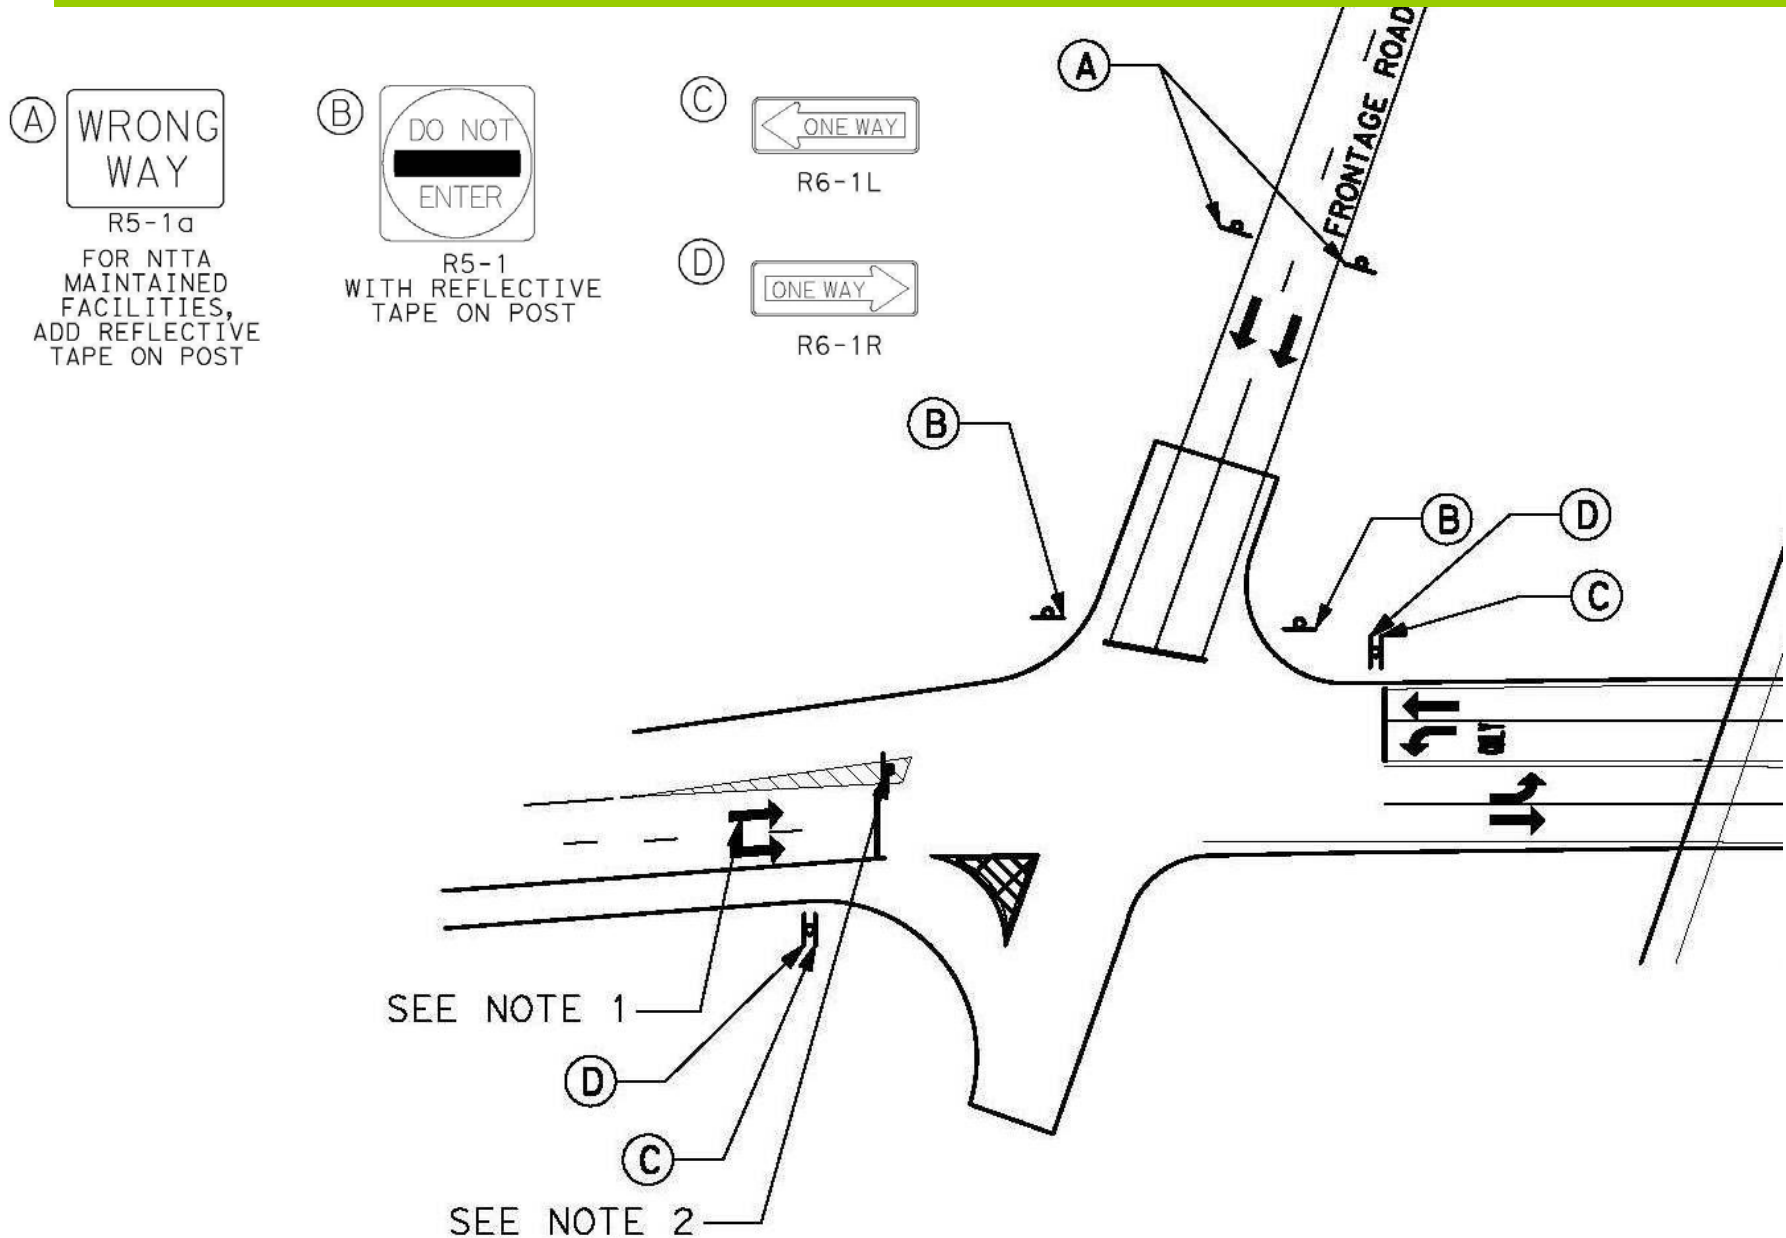 A
WRONG
WAY
R5-1a
FOR NTTA
MAINTAINED
FACILITIES,
ADD REFLECTIVE
TAPE ON POST
B
DO NOT
ENTER
R5-1
WITH REFLECTIVE
TAPE ON POST
C
ONE WAY
R6-1L
D
ONE WAY
R6-1R
A
FRONTAGE ROAD
B
B
D
C
ONLY
SEE NOTE 1
D
C
SEE NOTE 2